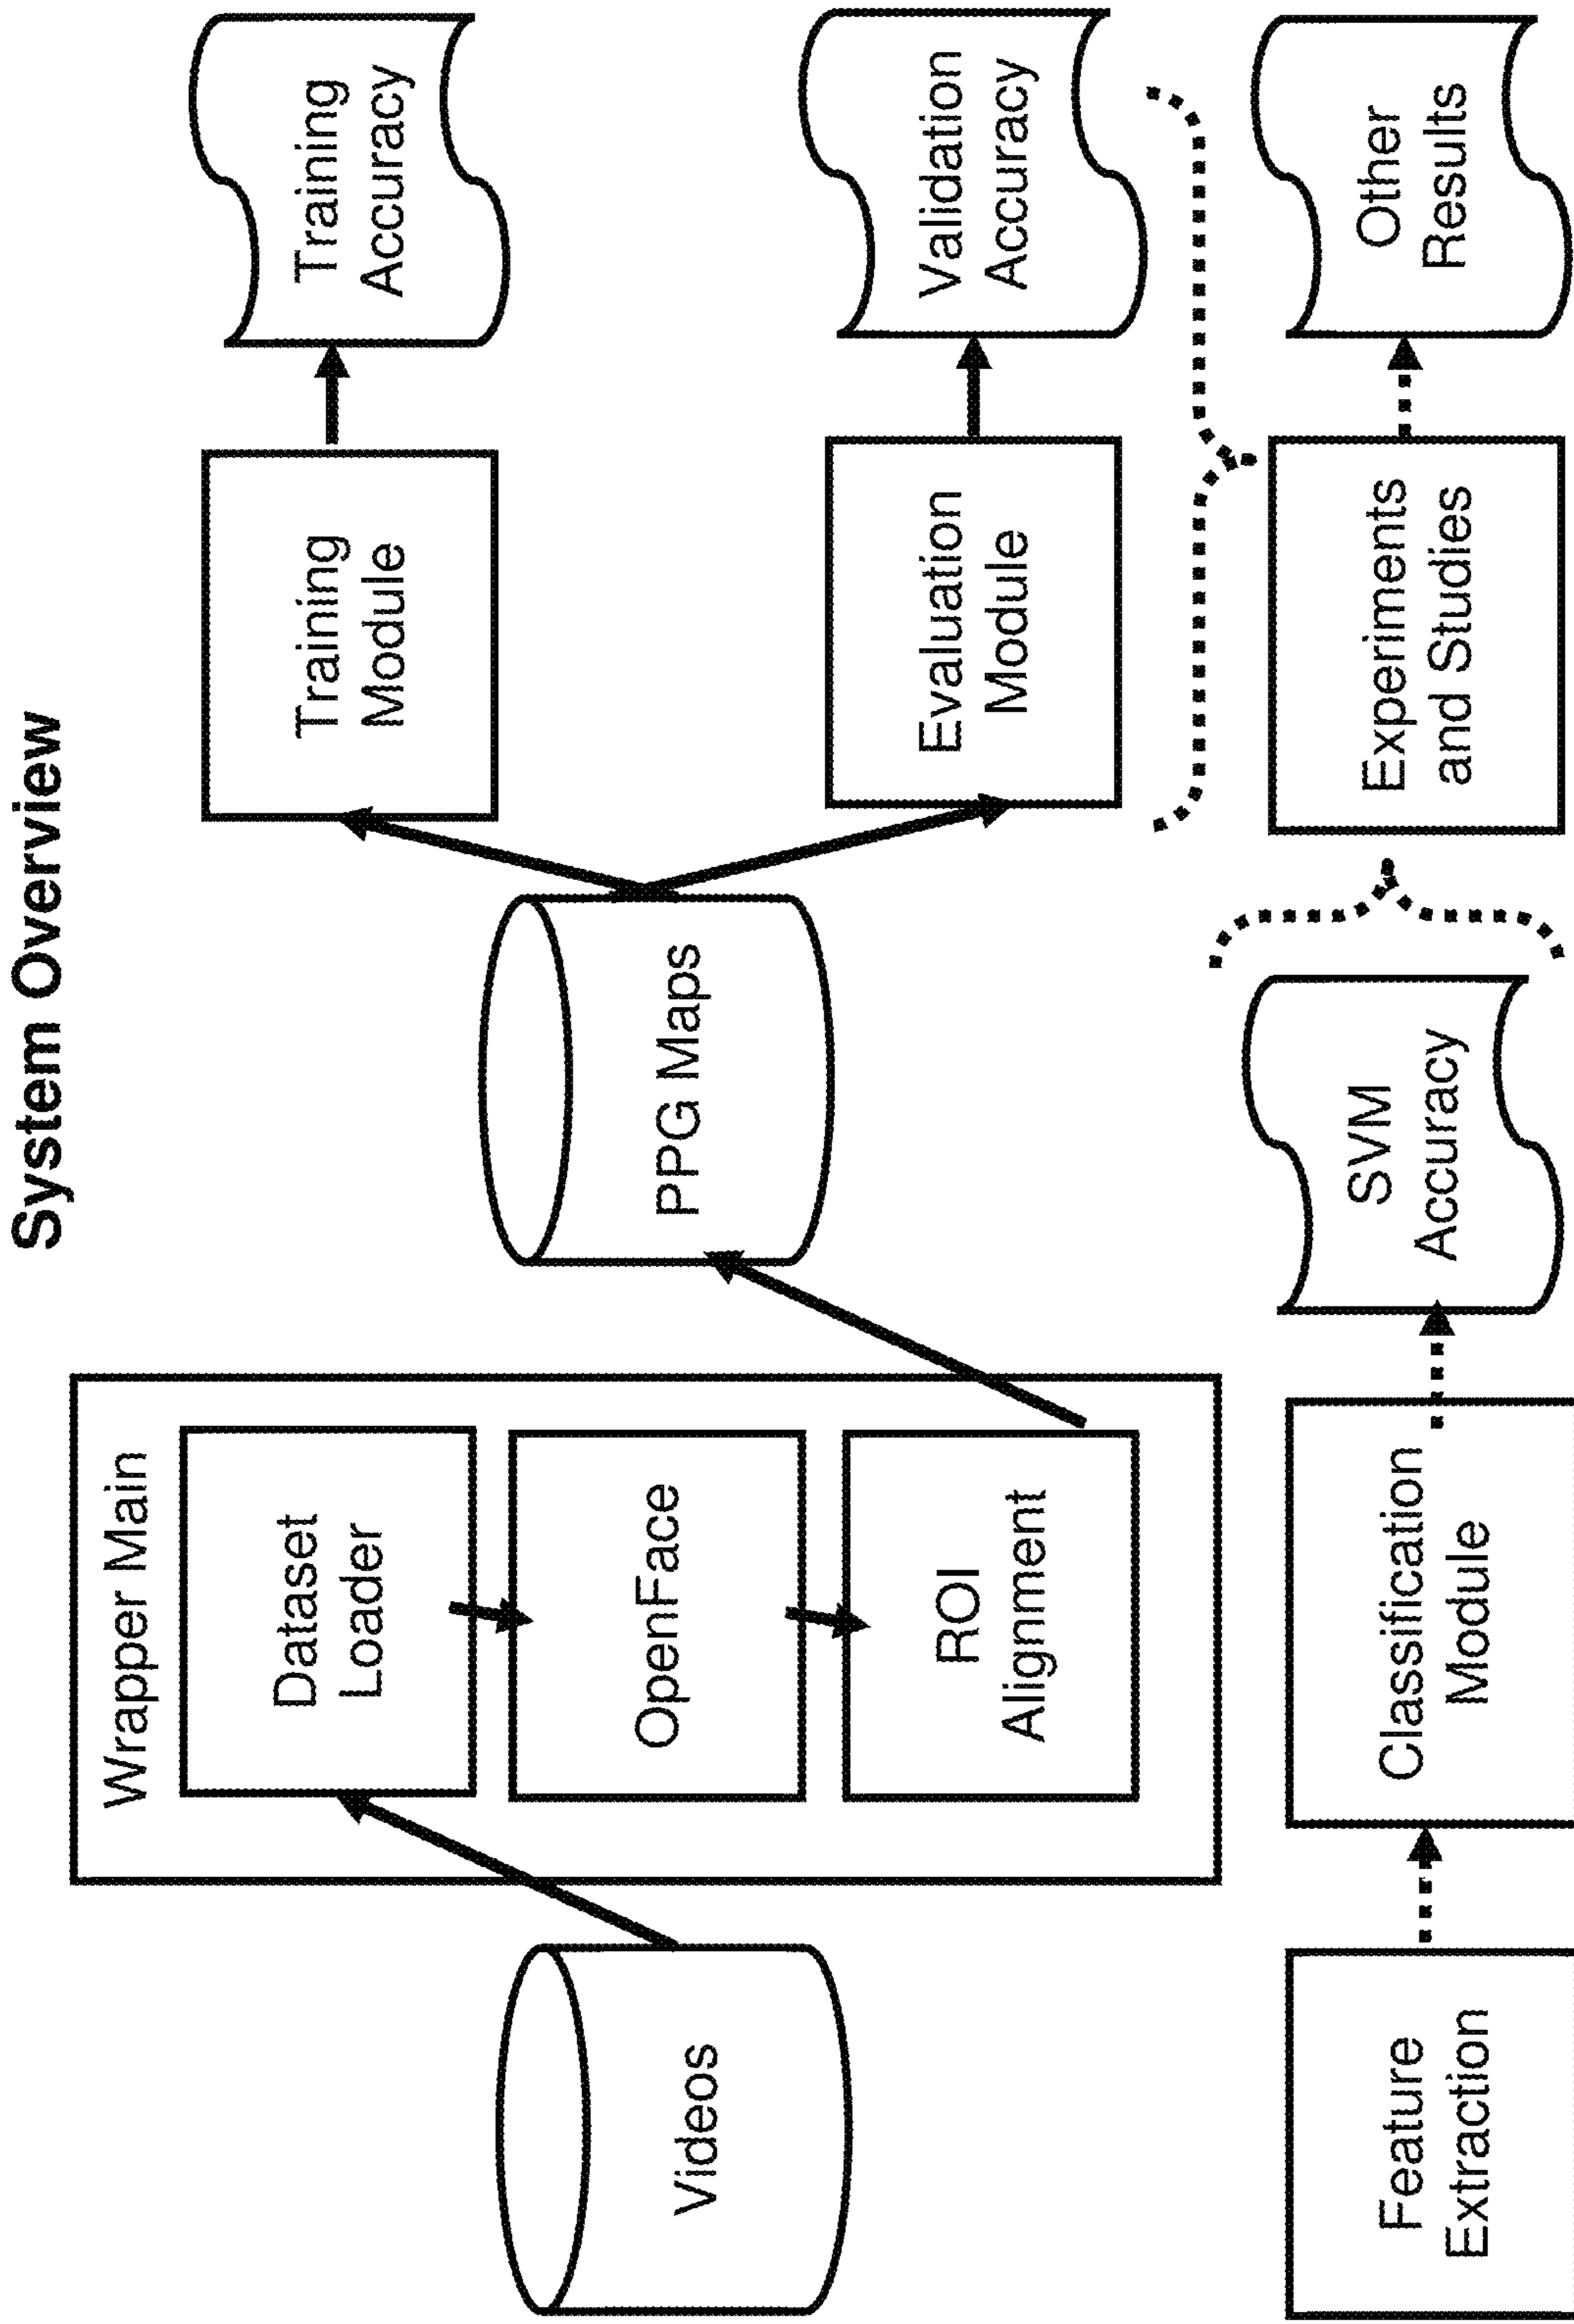 System Overview
Wrapper Main
Dataset
Loader
OpenFace
ROI
Alignment
Videos
PPG Maps
Training
Module
Training
Accuracy
Evaluation
Module
Validation
Accuracy
Feature
Extraction
Classification
Module
SVM
Accuracy
Experiments
and Studies
Other
Results